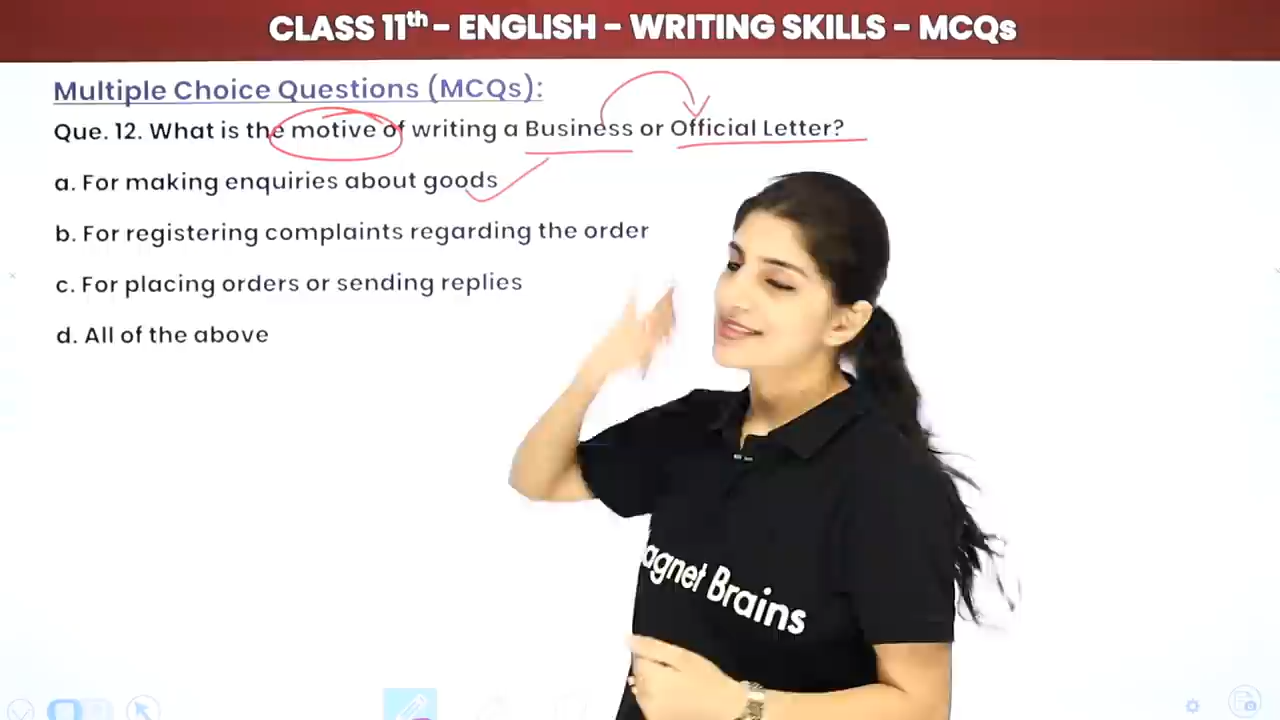 CLASS 11th - ENGLISH - WRITING SKILLS - MCQs
Multiple Choice Questions (MCQs):
Que. 12. What is the motive of writing a Business or Official Letter?
a. For making enquiries about goods
b. For registering complaints regarding the order
c. For placing orders or sending replies
d. All of the above
agnet Brains